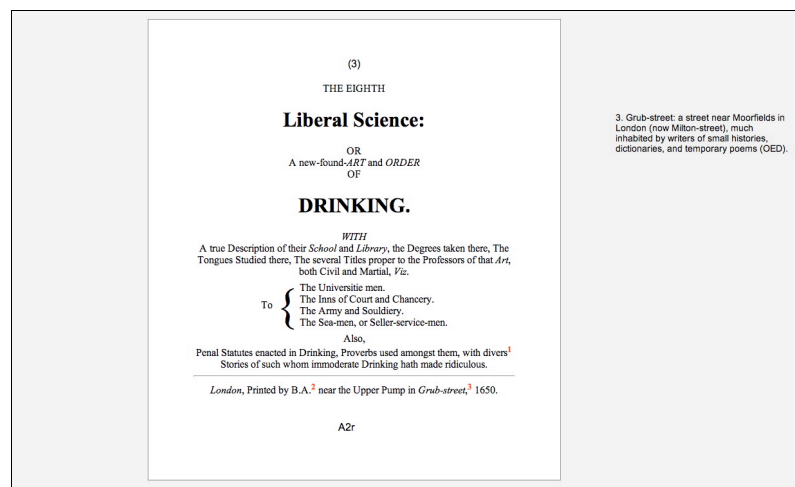 (3)
THE EIGHTH
Liberal Science:
OR
A new-found-ART and ORDER
OF
DRINKING.
WITH
A true Description of their School and Library, the Degrees taken there, The
Tongues Studied there, The several Titles proper to the Professors of that Art,
both Civil and Martial, Viz.
To { The Universitie men.
The Inns of Court and Chancery.
The Army and Souldiery.
The Sea-men, or Seller-service-men.
Also,
Penal Statutes enacted in Drinking, Proverbs used amongst them, with divers1
Stories of such whom immoderate Drinking hath made ridiculous.
London, Printed by B.A.2 near the Upper Pump in Grub-street,3 1650.
A2r
3. Grub-street: a street near Moorfields in
London (now Milton-street), much
inhabited by writers of small histories,
dictionaries, and temporary poems (OED).